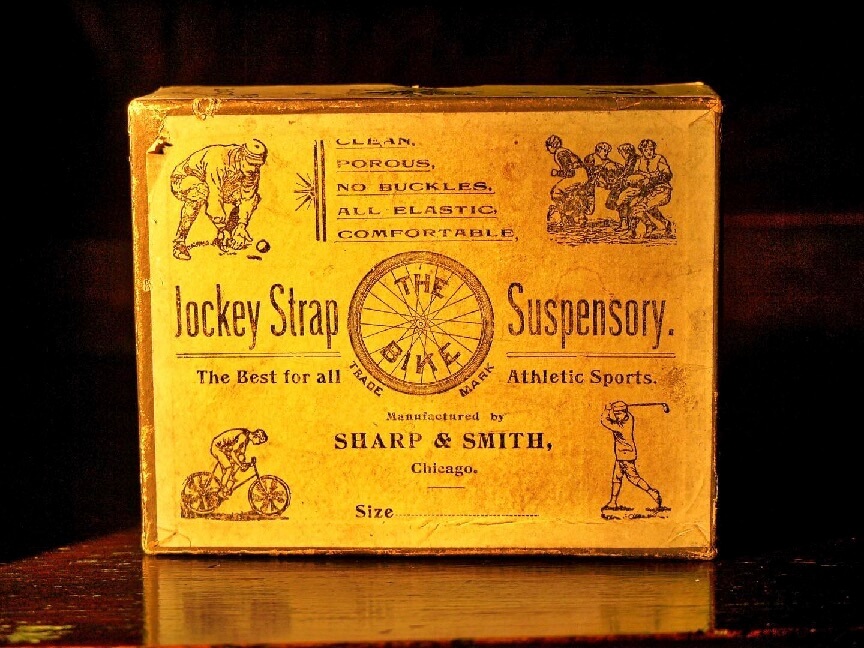 CLEAN,
POROUS,
NO BUCKLES,
ALL ELASTIC,
COMFORTABLE,
Jockey Strap
THE
BIKE
TRADE MARK
Suspensory.
The Best for all
Athletic Sports.
Manufactured by
SHARP & SMITH,
Chicago.
Size